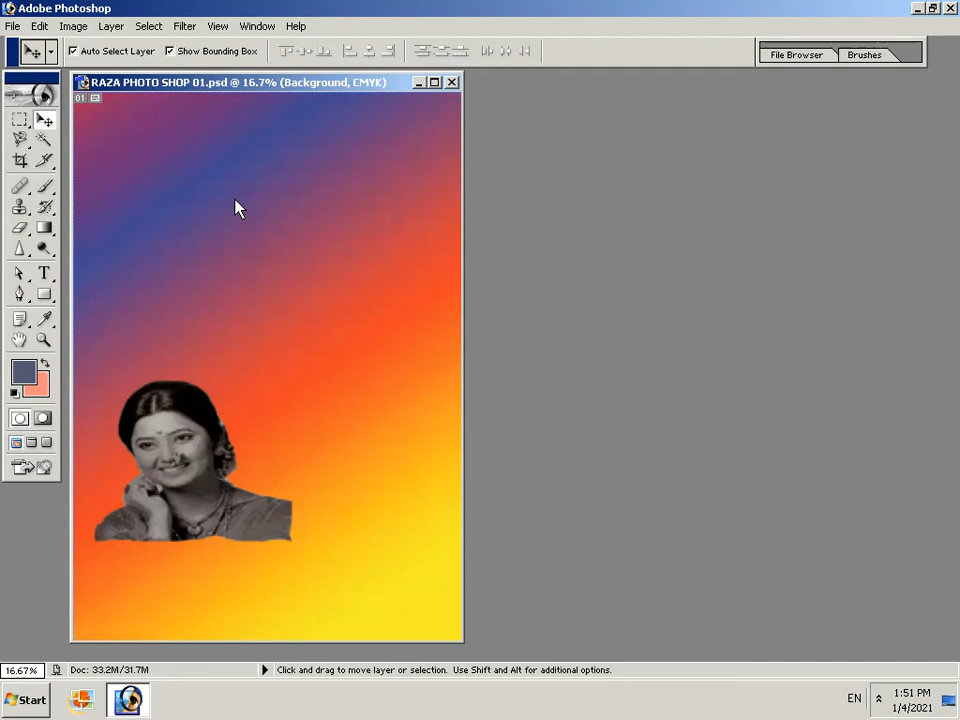 Adobe Photoshop
File Edit Image Layer Select Filter View Window Help
Auto Select Layer Show Bounding Box
File Browser Brushes
RAZA PHOTO SHOP 01.psd @ 16.7% (Background, CMYK)
01
T
16.67% Doc: 33.2M/31.7M Click and drag to move layer or selection. Use Shift and Alt for additional options.
Start EN 1:51 PM
1/4/2021